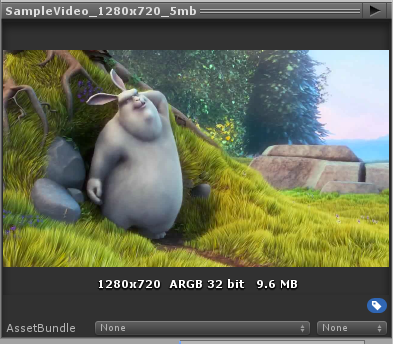 SampleVideo_1280x720_5mb
1280x720 ARGB 32 bit 9.6 MB
AssetBundle None None